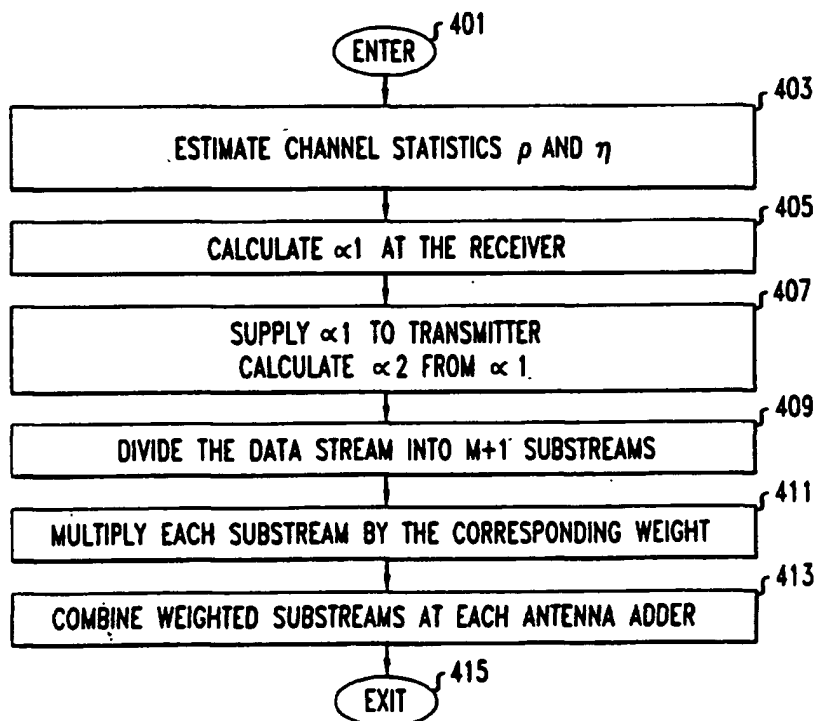 401
ENTER
403
ESTIMATE CHANNEL STATISTICS ρ AND η
405
CALCULATE ∝1 AT THE RECEIVER
407
SUPPLY ∝1 TO TRANSMITTER
CALCULATE ∝2 FROM ∝ 1
409
DIVIDE THE DATA STREAM INTO M+1 SUBSTREAMS
411
MULTIPLY EACH SUBSTREAM BY THE CORRESPONDING WEIGHT
413
COMBINE WEIGHTED SUBSTREAMS AT EACH ANTENNA ADDER
415
EXIT